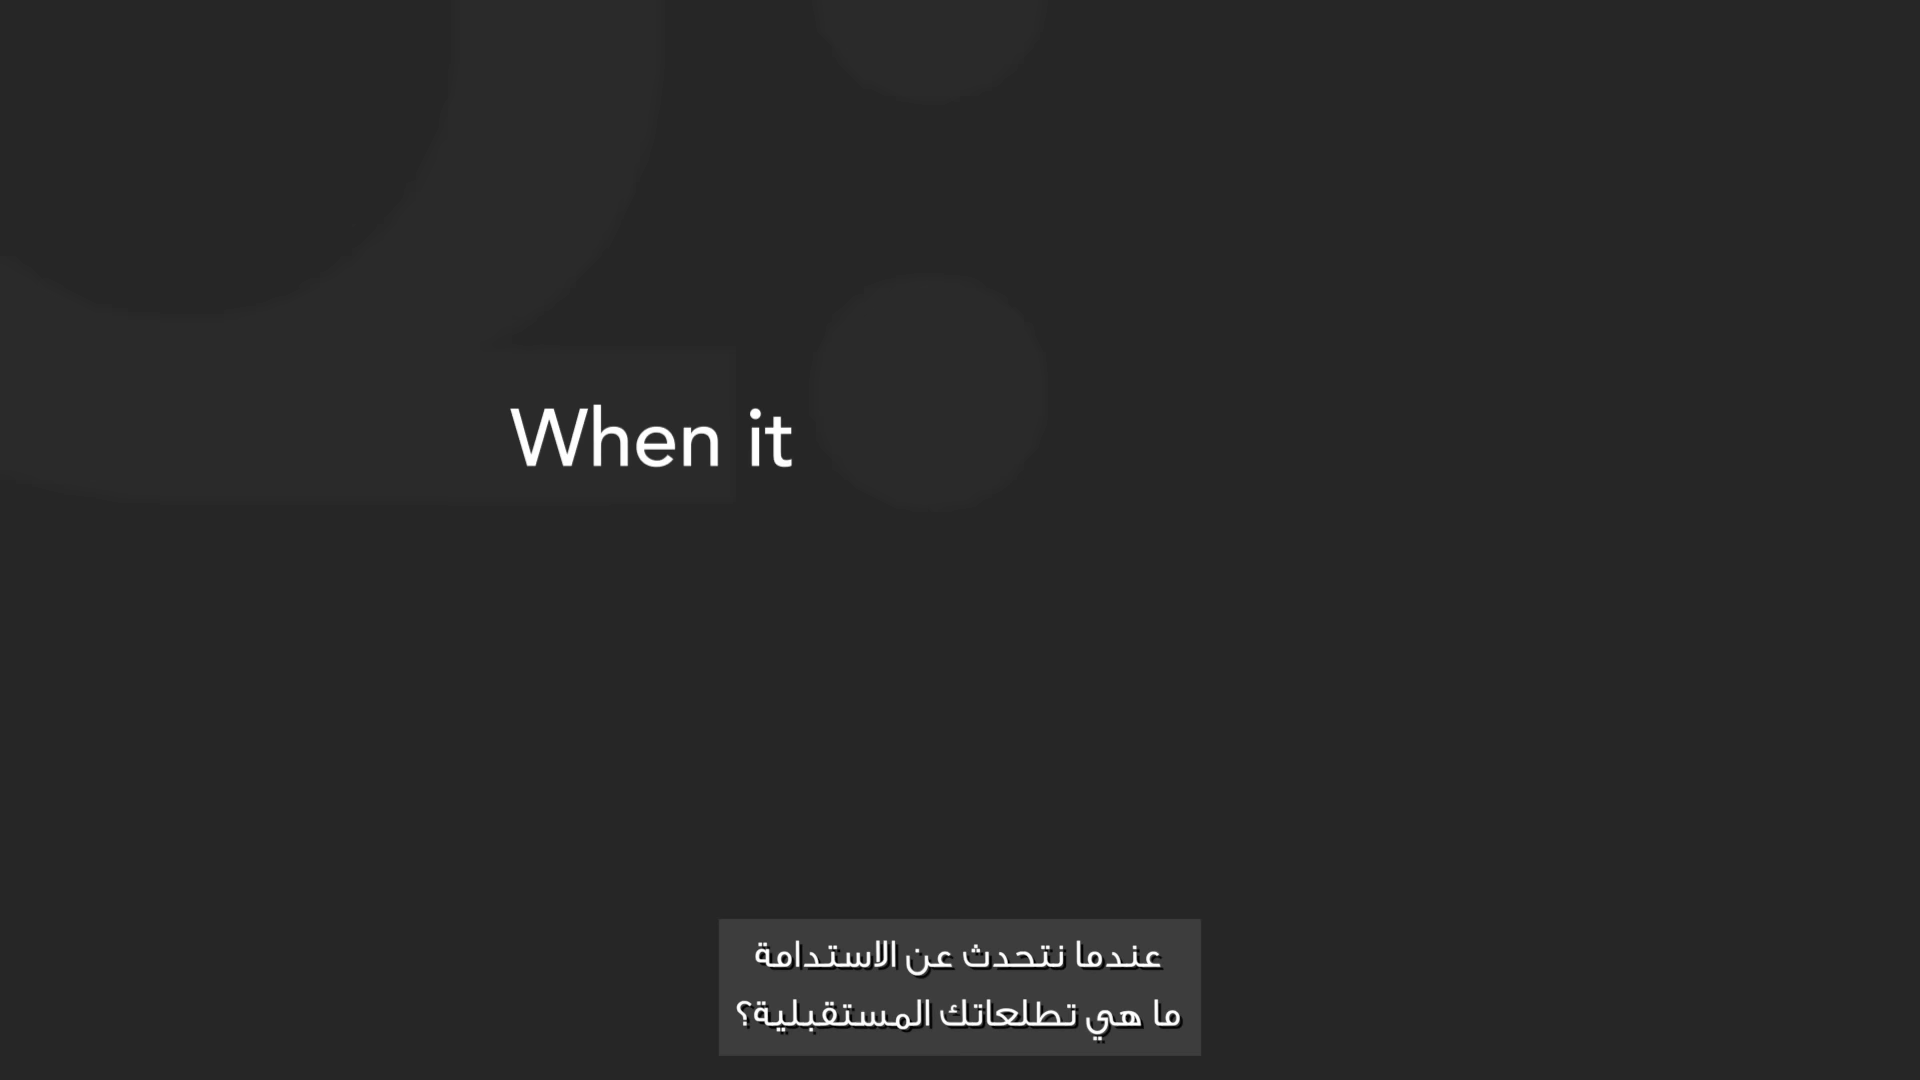 When it
عندما نتحدث عن الاستدامة
ما هي تطلعاتك المستقبلية؟